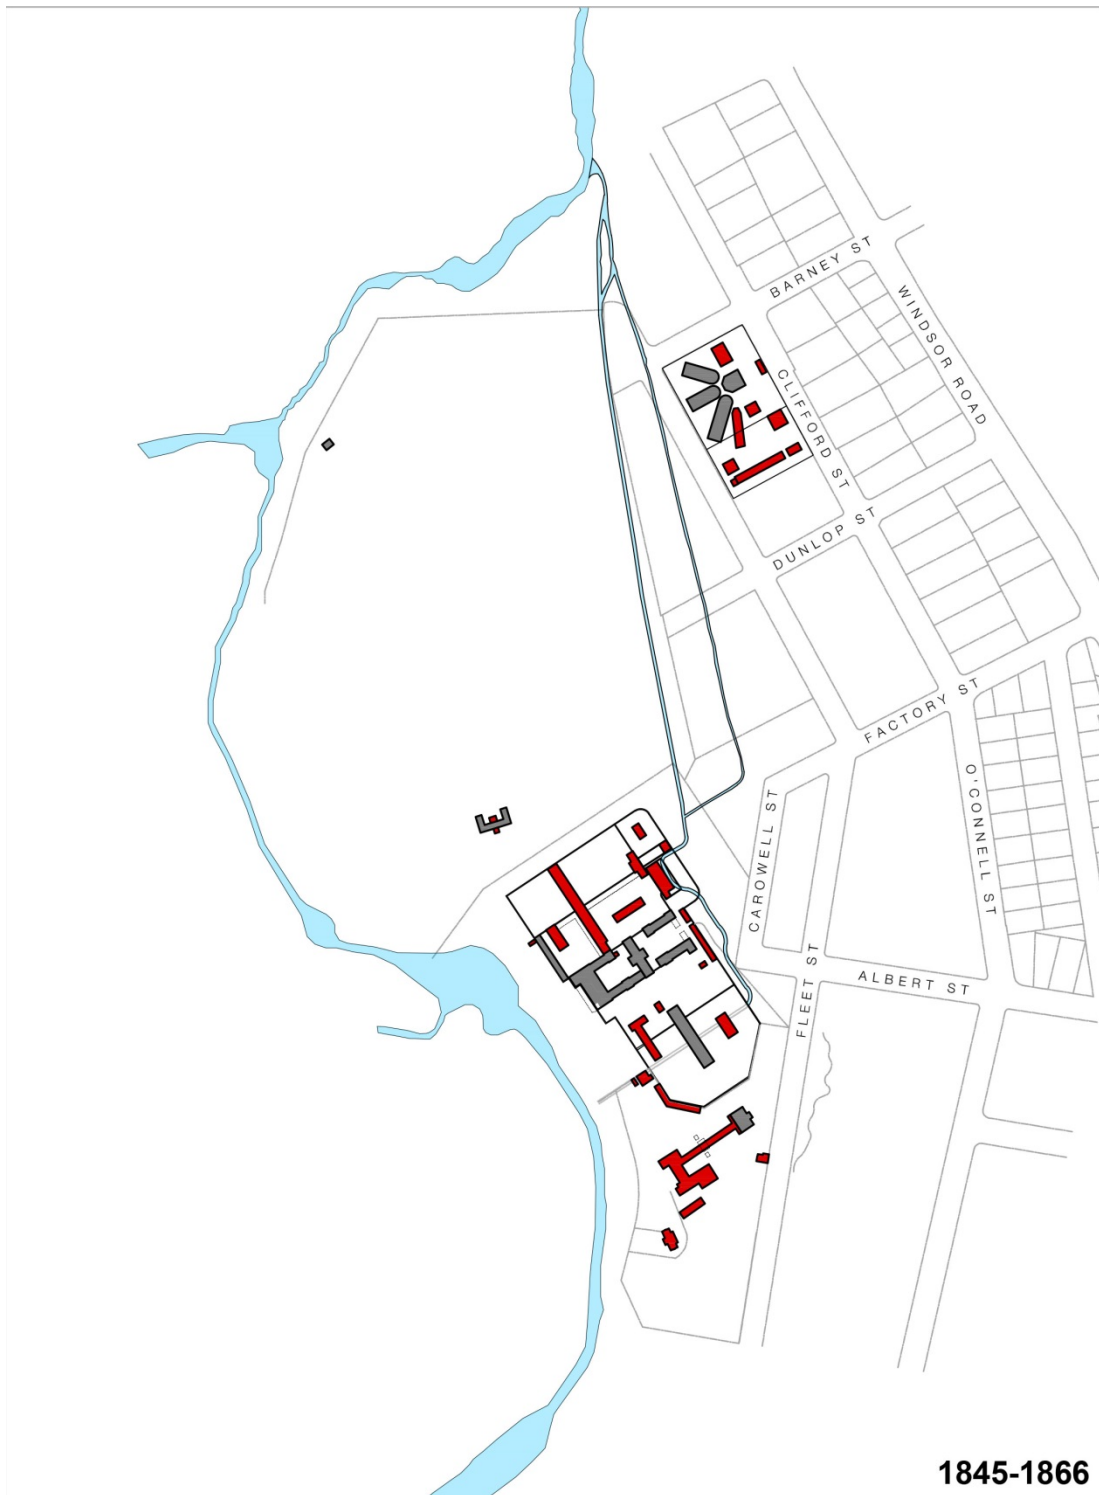 BARNEY ST
WINDSOR ROAD
CLIFFORD ST
DUNLOP ST
FACTORY ST
O'CONNELL ST
CAROWELL ST
FLEET ST
ALBERT ST
1845-1866